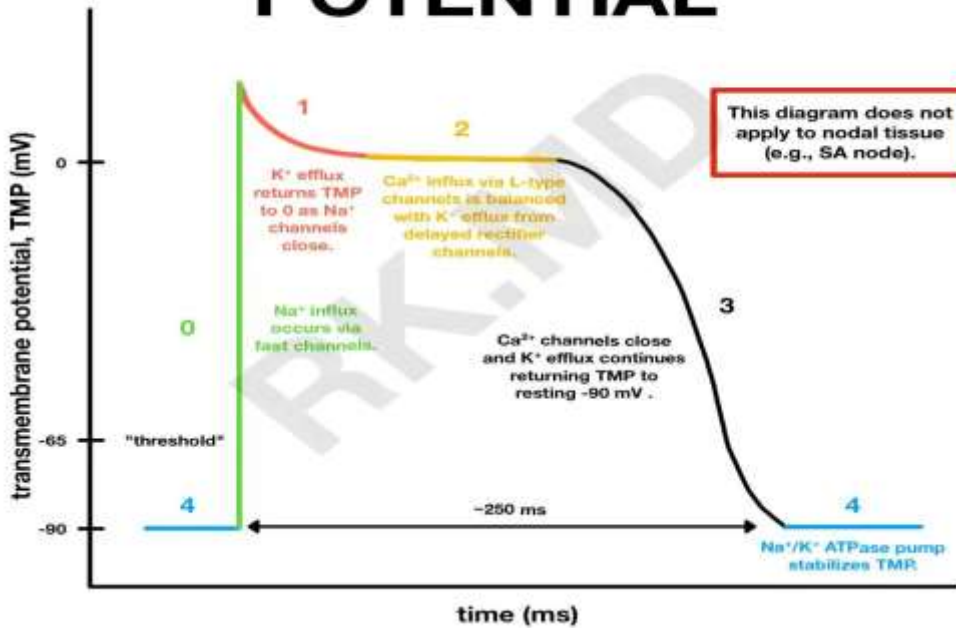 POTENTIAL
transmembrane potential, TMP (mV)
0
-65
-90
1
2
This diagram does not
apply to nodal tissue
(e.g., SA node).
K⁺ efflux
returns TMP
to 0 as Na⁺
channels
close.
Ca²⁺ influx via L-type
channels is balanced
with K⁺ efflux from
delayed rectifier
channels.
0
Na⁺ influx
occurs via
fast channels.
3
Ca²⁺ channels close
and K⁺ efflux continues
returning TMP to
resting -90 mV .
"threshold"
4
~250 ms
4
Na⁺/K⁺ ATPase pump
stabilizes TMP.
time (ms)
RK.MD